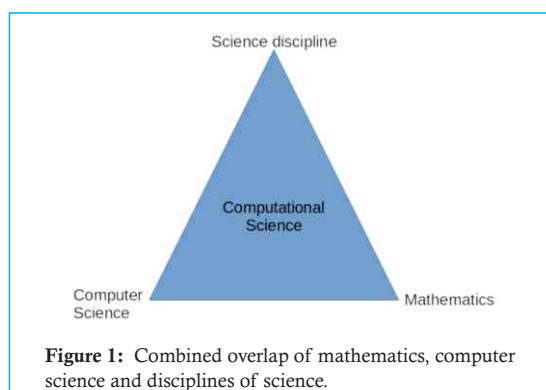 Science discipline
Computational
Science
Computer
Science
Mathematics
Figure 1: Combined overlap of mathematics, computer
science and disciplines of science.